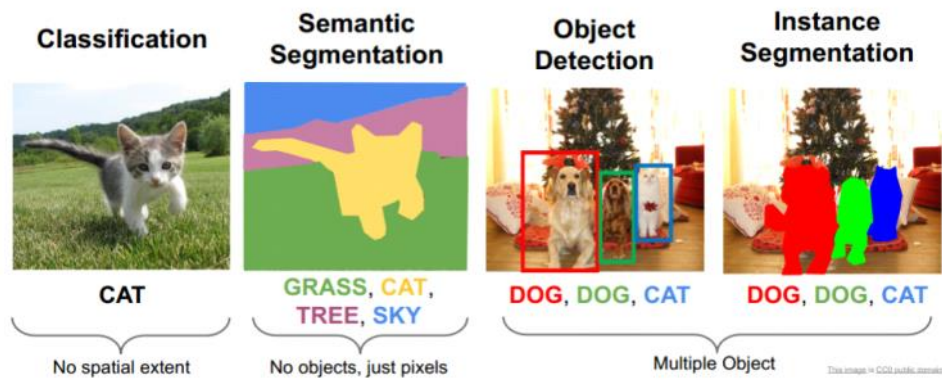 Classification
Semantic
Segmentation
Object
Detection
Instance
Segmentation
CAT
GRASS, CAT,
TREE, SKY
DOG, DOG, CAT
DOG, DOG, CAT
No spatial extent
No objects, just pixels
Multiple Object
This image is CC0 public domain